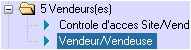 5 Vendeurs(es)
Controle d'acces Site/Vend
Vendeur/Vendeuse